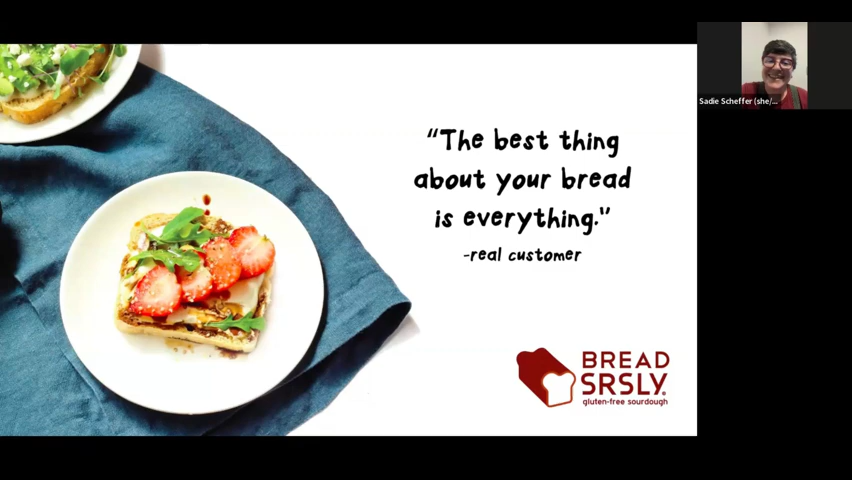 "The best thing
about your bread
is everything."
-real customer
BREAD
SRSLY®
gluten-free sourdough
Sadie Scheffer (she/...